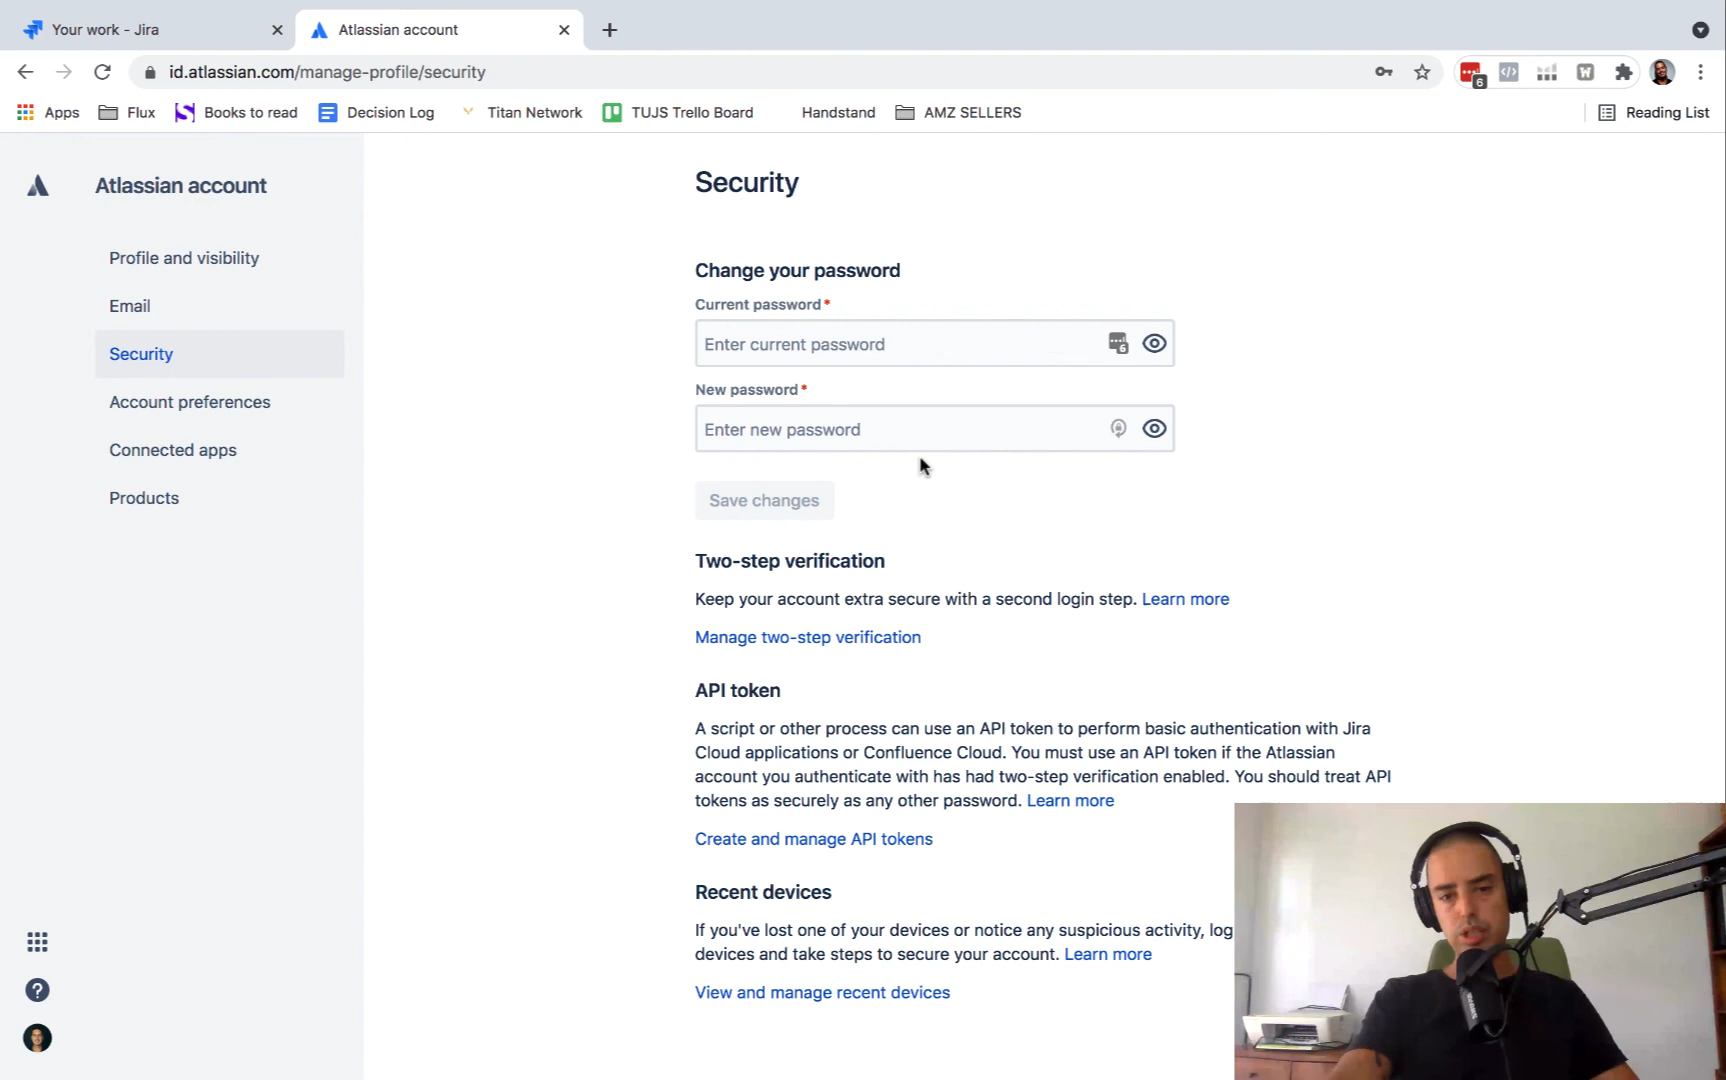 Your work - Jira
Atlassian account
id.atlassian.com/manage-profile/security
6
Apps
Flux
Books to read
Decision Log
Titan Network
TUJS Trello Board
Handstand
AMZ SELLERS
Reading List
Atlassian account
Profile and visibility
Email
Security
Account preferences
Connected apps
Products
Security
Change your password
Current password*
Enter current password
6
New password*
Enter new password
Save changes
Two-step verification
Keep your account extra secure with a second login step. Learn more
Manage two-step verification
API token
A script or other process can use an API token to perform basic authentication with Jira
Cloud applications or Confluence Cloud. You must use an API token if the Atlassian
account you authenticate with has had two-step verification enabled. You should treat API
tokens as securely as any other password. Learn more
Create and manage API tokens
Recent devices
If you've lost one of your devices or notice any suspicious activity, log
devices and take steps to secure your account. Learn more
View and manage recent devices